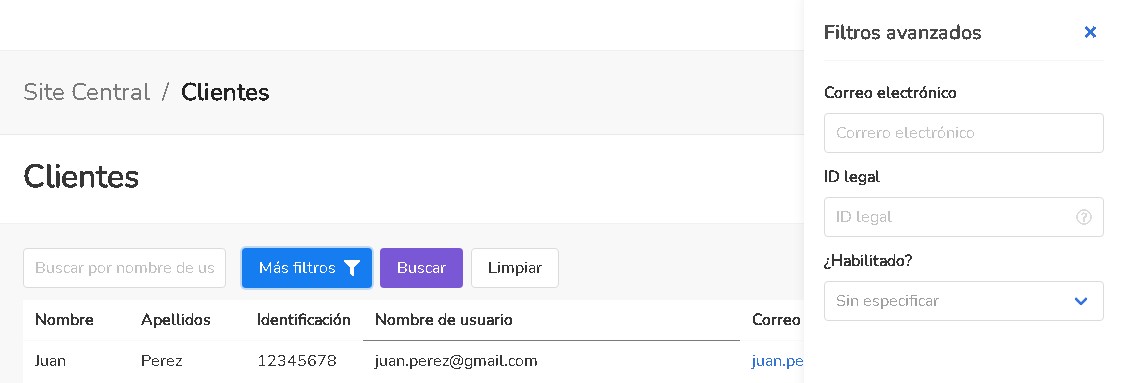 Site Central / Clientes
Clientes
Buscar por nombre de us
Más filtros
Buscar
Limpiar
Nombre Apellidos Identificación Nombre de usuario Correo
Juan Perez 12345678 juan.perez@gmail.com juan.pe
Filtros avanzados
Correo electrónico
Correro electrónico
ID legal
ID legal
¿Habilitado?
Sin especificar